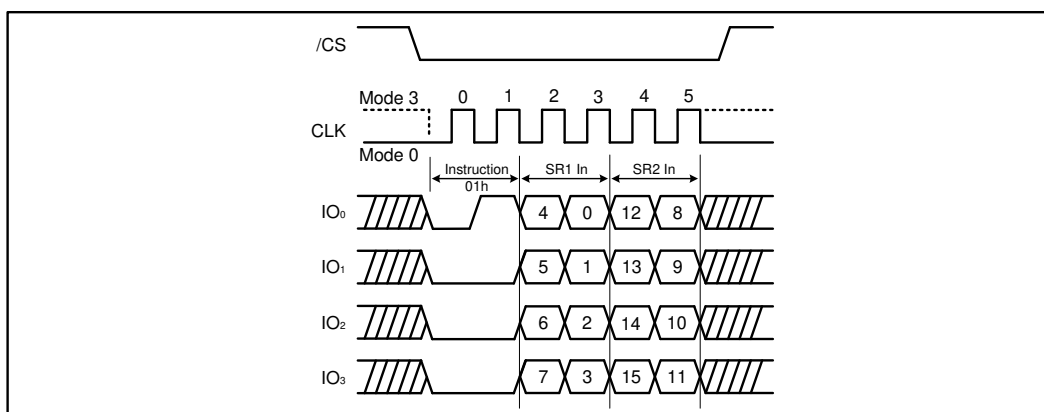 /CS
Mode 3 0 1 2 3 4 5
CLK
Mode 0
Instruction SR1 In SR2 In
01h
IO₀ 4 0 12 8
IO₁ 5 1 13 9
IO₂ 6 2 14 10
IO₃ 7 3 15 11